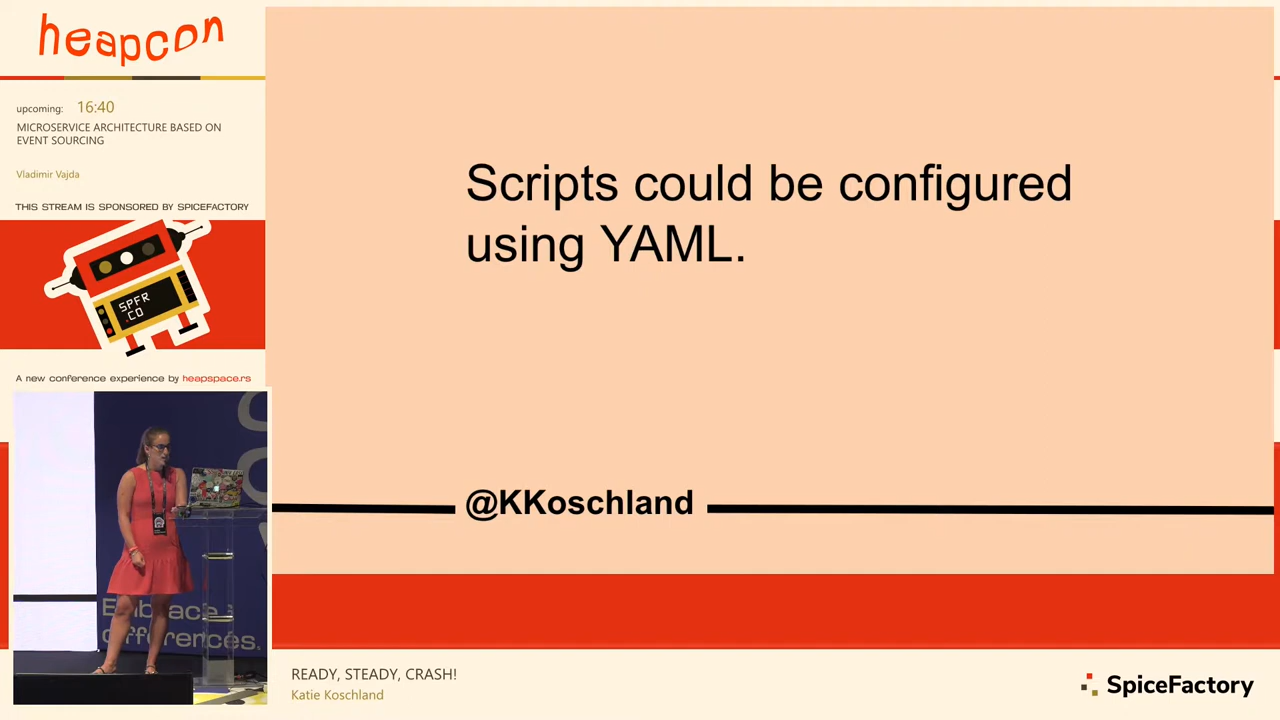 heapcon
upcoming: 16:40
MICROSERVICE ARCHITECTURE BASED ON
EVENT SOURCING
Vladimir Vajda
THIS STREAM IS SPONSORED BY SPICEFACTORY
SPFR
.CO
A new conference experience by heapspace.rs
Scripts could be configured
using YAML.
@KKoschland
Embrace
differences.
READY, STEADY, CRASH!
Katie Koschland
SpiceFactory